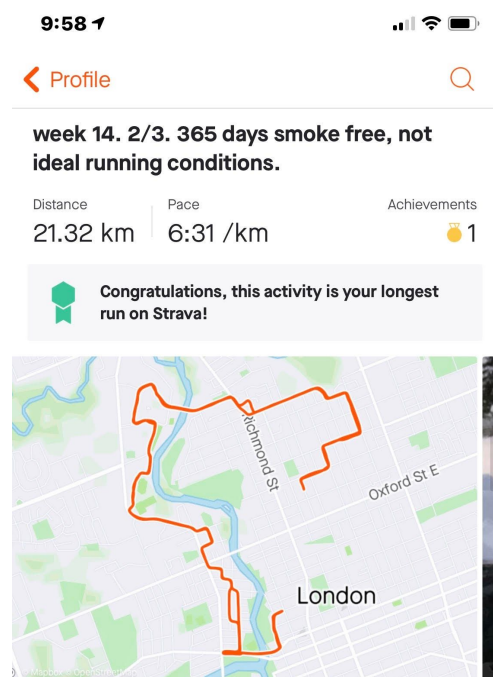 9:58
Profile
week 14. 2/3. 365 days smoke free, not
ideal running conditions.
Distance
Pace
Achievements
21.32 km
6:31 /km
1
Congratulations, this activity is your longest
run on Strava!
Richmond St
Oxford St E
London